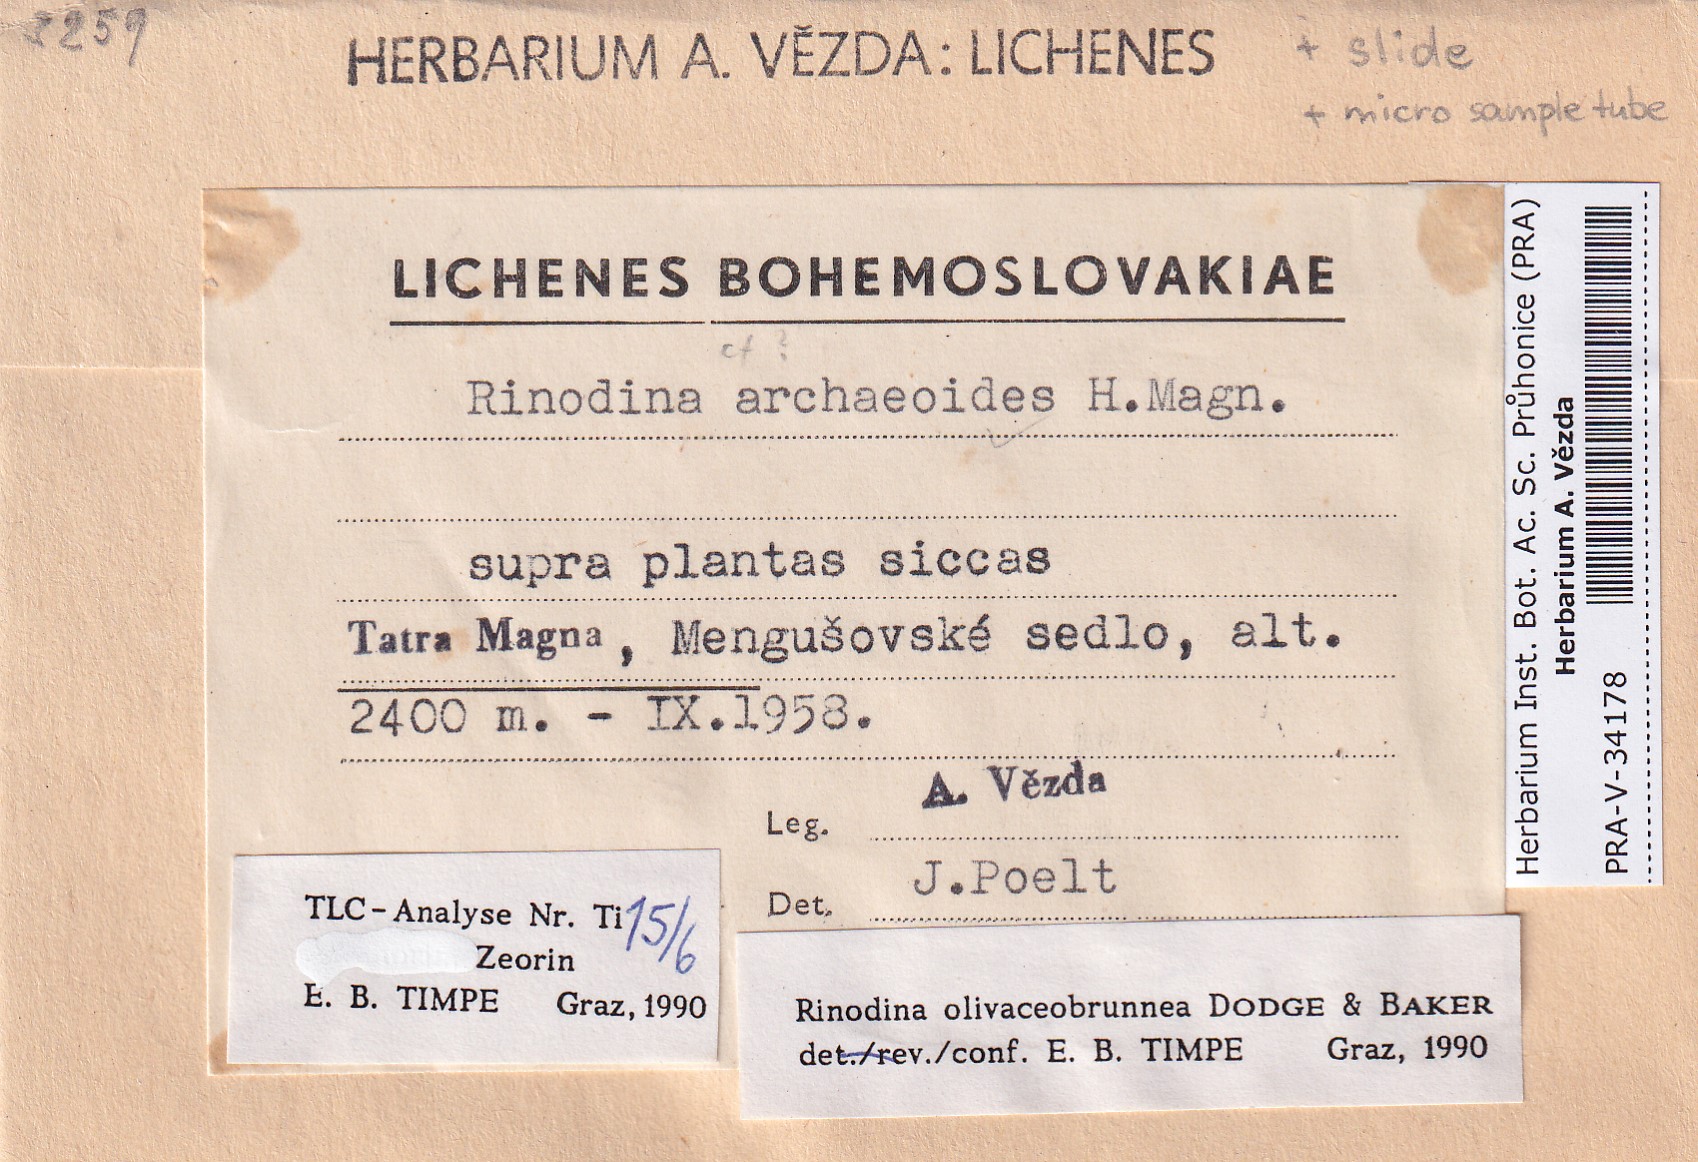 3259
HERBARIUM A. VĚZDA: LICHENES
+ slide
+ micro sample tube
LICHENES BOHEMOSLOVAKIAE
cf ?
Rinodina archaeoides H.Magn.
supra plantas siccas
Tatra Magna, Mengušovské sedlo, alt.
2400 m. - IX.1958.
A. Vězda
Leg.
J.Poelt
Det.
TLC-Analyse Nr. Ti 15/6
Zeorin
E. B. TIMPE Graz, 1990
Rinodina olivaceobrunnea DODGE & BAKER
det./rev./conf. E. B. TIMPE Graz, 1990
Herbarium Inst. Bot. Ac. Sc. Průhonice (PRA)
Herbarium A. Vězda
PRA-V-34178